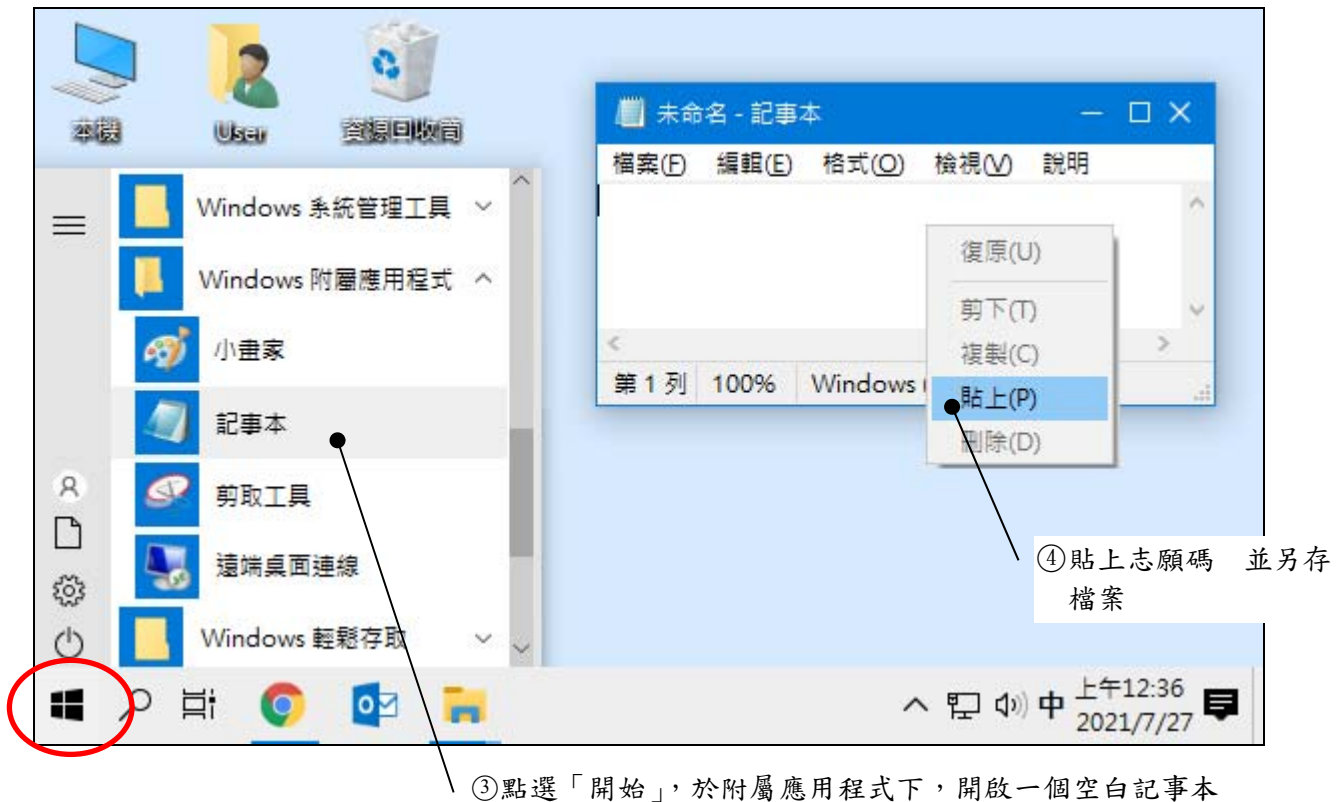 本機
User
資源回收筒
未命名 - 記事本
檔案(F) 編輯(E) 格式(O) 檢視(V) 說明
Windows 系統管理工具
Windows 附屬應用程式
小畫家
記事本
剪取工具
遠端桌面連線
Windows 輕鬆存取
復原(U)
剪下(T)
複製(C)
貼上(P)
刪除(D)
第 1 列 100% Windows (
④貼上志願碼 並另存
檔案
中
上午12:36
2021/7/27
③點選「開始」，於附屬應用程式下，開啟一個空白記事本